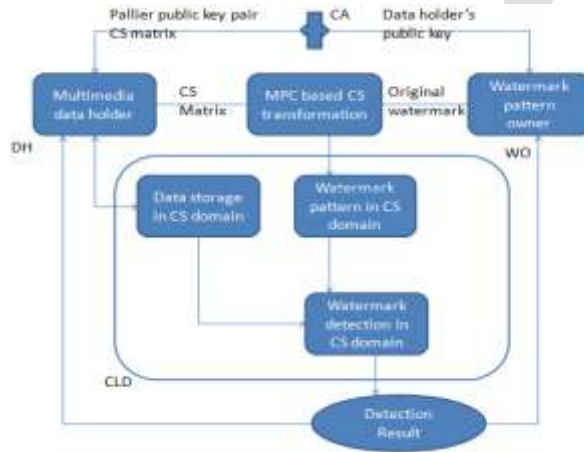 Pallier public key pair
CS matrix
CA
Data holder's
public key
Multimedia
data holder
CS
Matrix
MPC based CS
transformation
Original
watermark
Watermark
pattern
owner
DH
WO
Data storage
in CS domain
Watermark
pattern in CS
domain
Watermark
detection in
CS domain
CLD
Detection
Result